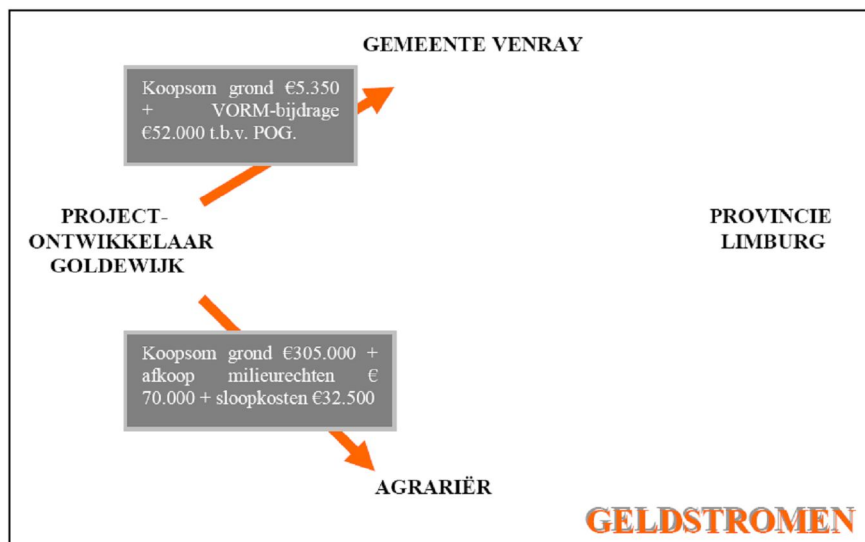 GEMEENTE VENRAY
Koopsom grond €5.350
+ VORM-bijdrage
€52.000 t.b.v. POG.
PROJECT-
ONTWIKKELAAR
GOLDEWIJK
PROVINCIE
LIMBURG
Koopsom grond €305.000 +
afkoop milieurechten €
70.000 + sloopkosten €32.500
AGRARIËR
GELDSTROMEN